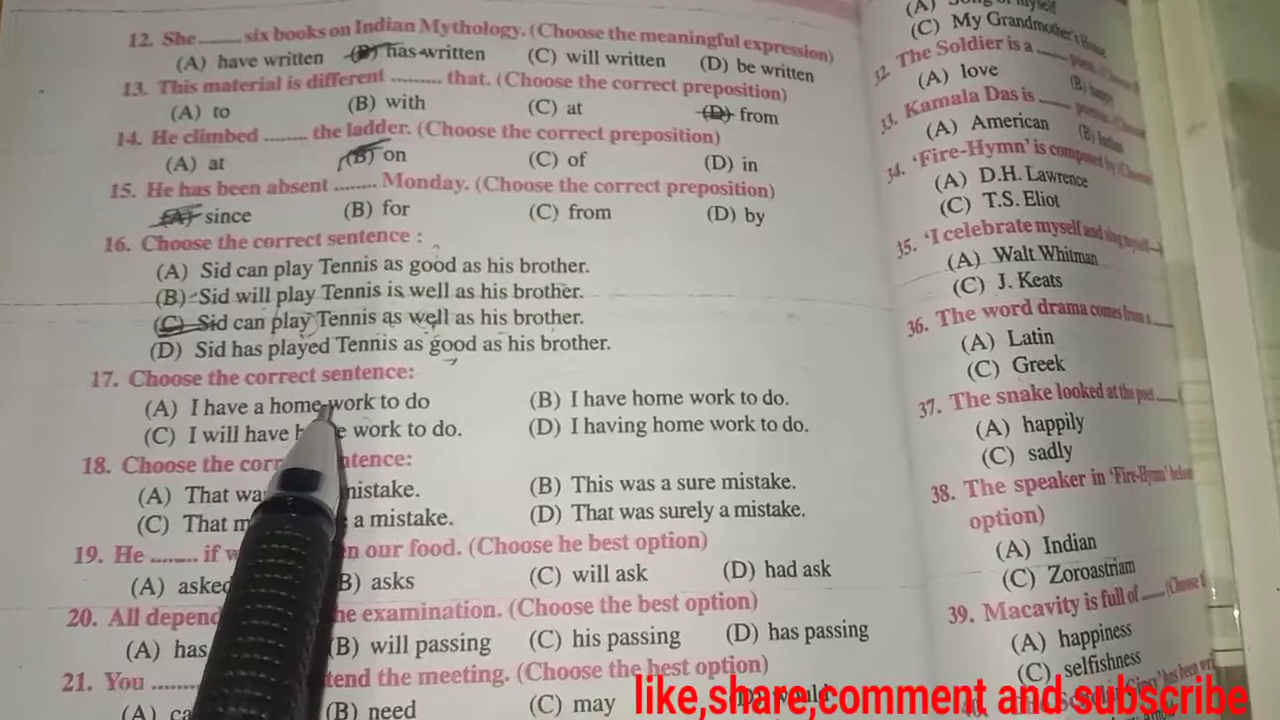 12. She ........ six books on Indian Mythology. (Choose the meaningful expression)
(A) have written (B) has written (C) will written (D) be written
13. This material is different ......... that. (Choose the correct preposition)
(A) to (B) with (C) at (D) from
14. He climbed ........ the ladder. (Choose the correct preposition)
(A) at (B) on (C) of (D) in
15. He has been absent ........ Monday. (Choose the correct preposition)
(A) since (B) for (C) from (D) by
16. Choose the correct sentence :
(A) Sid can play Tennis as good as his brother.
(B) Sid will play Tennis is well as his brother.
(C) Sid can play Tennis as well as his brother.
(D) Sid has played Tennis as good as his brother.
17. Choose the correct sentence:
(A) I have a home work to do (B) I have home work to do.
(C) I will have work to do. (D) I having home work to do.
18. Choose the
(A) That mistake. (B) This was a sure mistake.
(C) That a mistake. (D) That was surely a mistake.
19. He ........ if our food. (Choose he best option)
(A) asked (B) asks (C) will ask (D) had ask
20. All examination. (Choose the best option)
(A) has (B) will passing (C) his passing (D) has passing
21. You ........ the meeting. (Choose the best option)
(B) need (C) may (D) would
(A)
(C) My Grandmother's House
32. The Soldier is a ......
(A) love (B) happy
33. Kamala Das is ......
(A) American (B) Indian
34. 'Fire-Hymn' is composed by
(A) D.H. Lawrence
(C) T.S. Eliot
35. 'I celebrate myself and sing myself
(A) Walt Whitman
(C) J. Keats
36. The word drama comes from
(A) Latin
(C) Greek
37. The snake looked at the poet ......
(A) happily
(C) sadly
38. The speaker in 'Fire-Hymn'
option)
(A) Indian
(C) Zoroastriam
39. Macavity is full of ......
(A) happiness
(C) selfishness
like,share,comment and subscribe